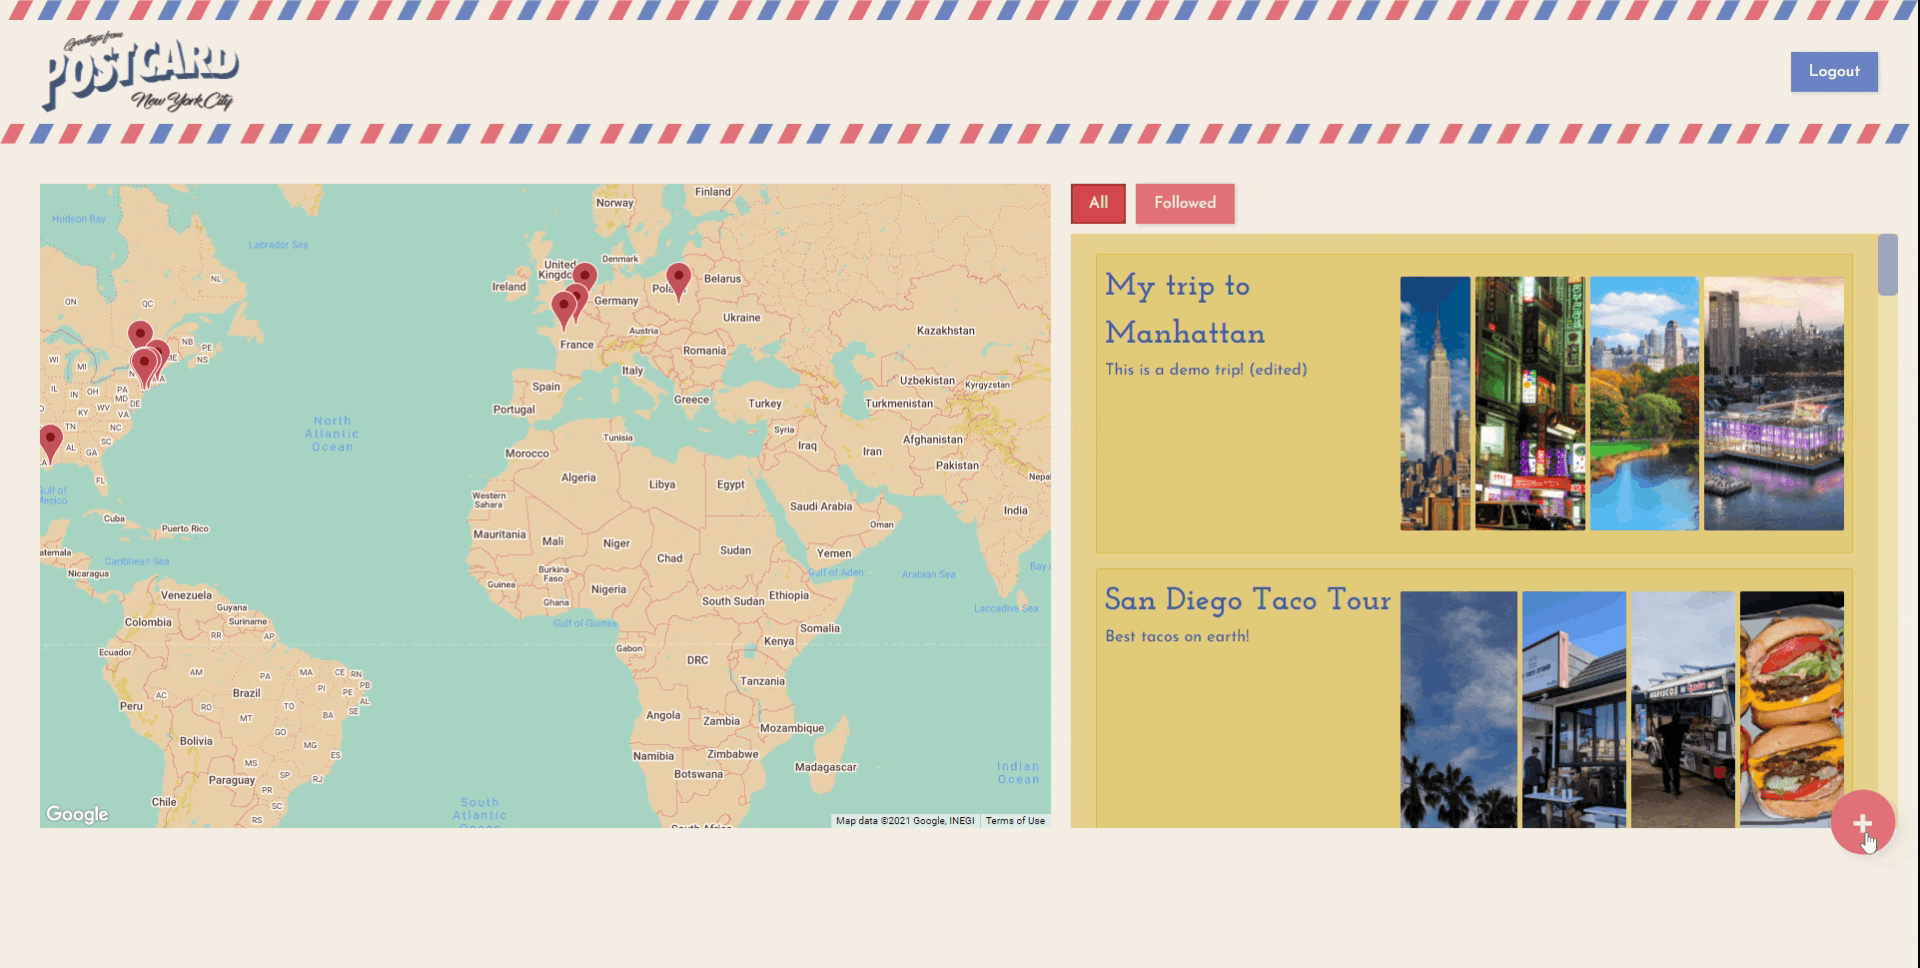 Greetings from
POSTCARD
New York City
Logout
All
Followed
My trip to
Manhattan
This is a demo trip! (edited)
San Diego Taco Tour
Best tacos on earth!
Hudson Bay
Labrador Sea
Finland
Norway
NL
United
Kingdo
Denmark
Ireland
Pola
Belarus
Germany
ON
QC
Ukraine
Kazakhstan
Austria
France
Romania
NB
PE
NS
ME
WI
MI
Italy
Uzbekistan
Kyrgyzstan
Spain
Greece
Turkey
Turkmenistan
Portugal
IL
IN
OH
PA
MD
DE
KY
WV
VA
North
Atlantic
Ocean
TN
NC
SC
AL
GA
LA
Syria
Iraq
Iran
Afghanistan
Pakistan
Tunisia
Morocco
Algeria
Libya
Egypt
Nepal
FL
Gulf of
Mexico
Western
Sahara
Saudi Arabia
India
Oman
Cuba
Puerto Rico
Mauritania
Mali
Niger
Chad
Sudan
Yemen
atemala
Caribbean Sea
Nicaragua
Burkina
Faso
Gulf of Aden
Arabian Sea
Bay
Guinea
Nigeria
Ghana
South Sudan
Ethiopia
Laccadive Sea
Venezuela
Guyana
Suriname
Colombia
Gulf of Guinea
Somalia
RR
AP
Kenya
Ecuador
Gabon
DRC
AM
PA
MA
CE
RN
PB
PI
PE
AL
Tanzania
AC
Brazil
Peru
RO
TO
SE
MT
BA
Angola
Zambia
Mozambique
GO
Bolivia
MG
ES
Namibia
Zimbabwe
MS
Madagascar
Indian
Ocean
Paraguay
SP
RJ
Botswana
PR
Chile
SC
RS
South
Atlantic
Ocean
South Africa
Google
Map data ©2021 Google, INEGI
Terms of Use